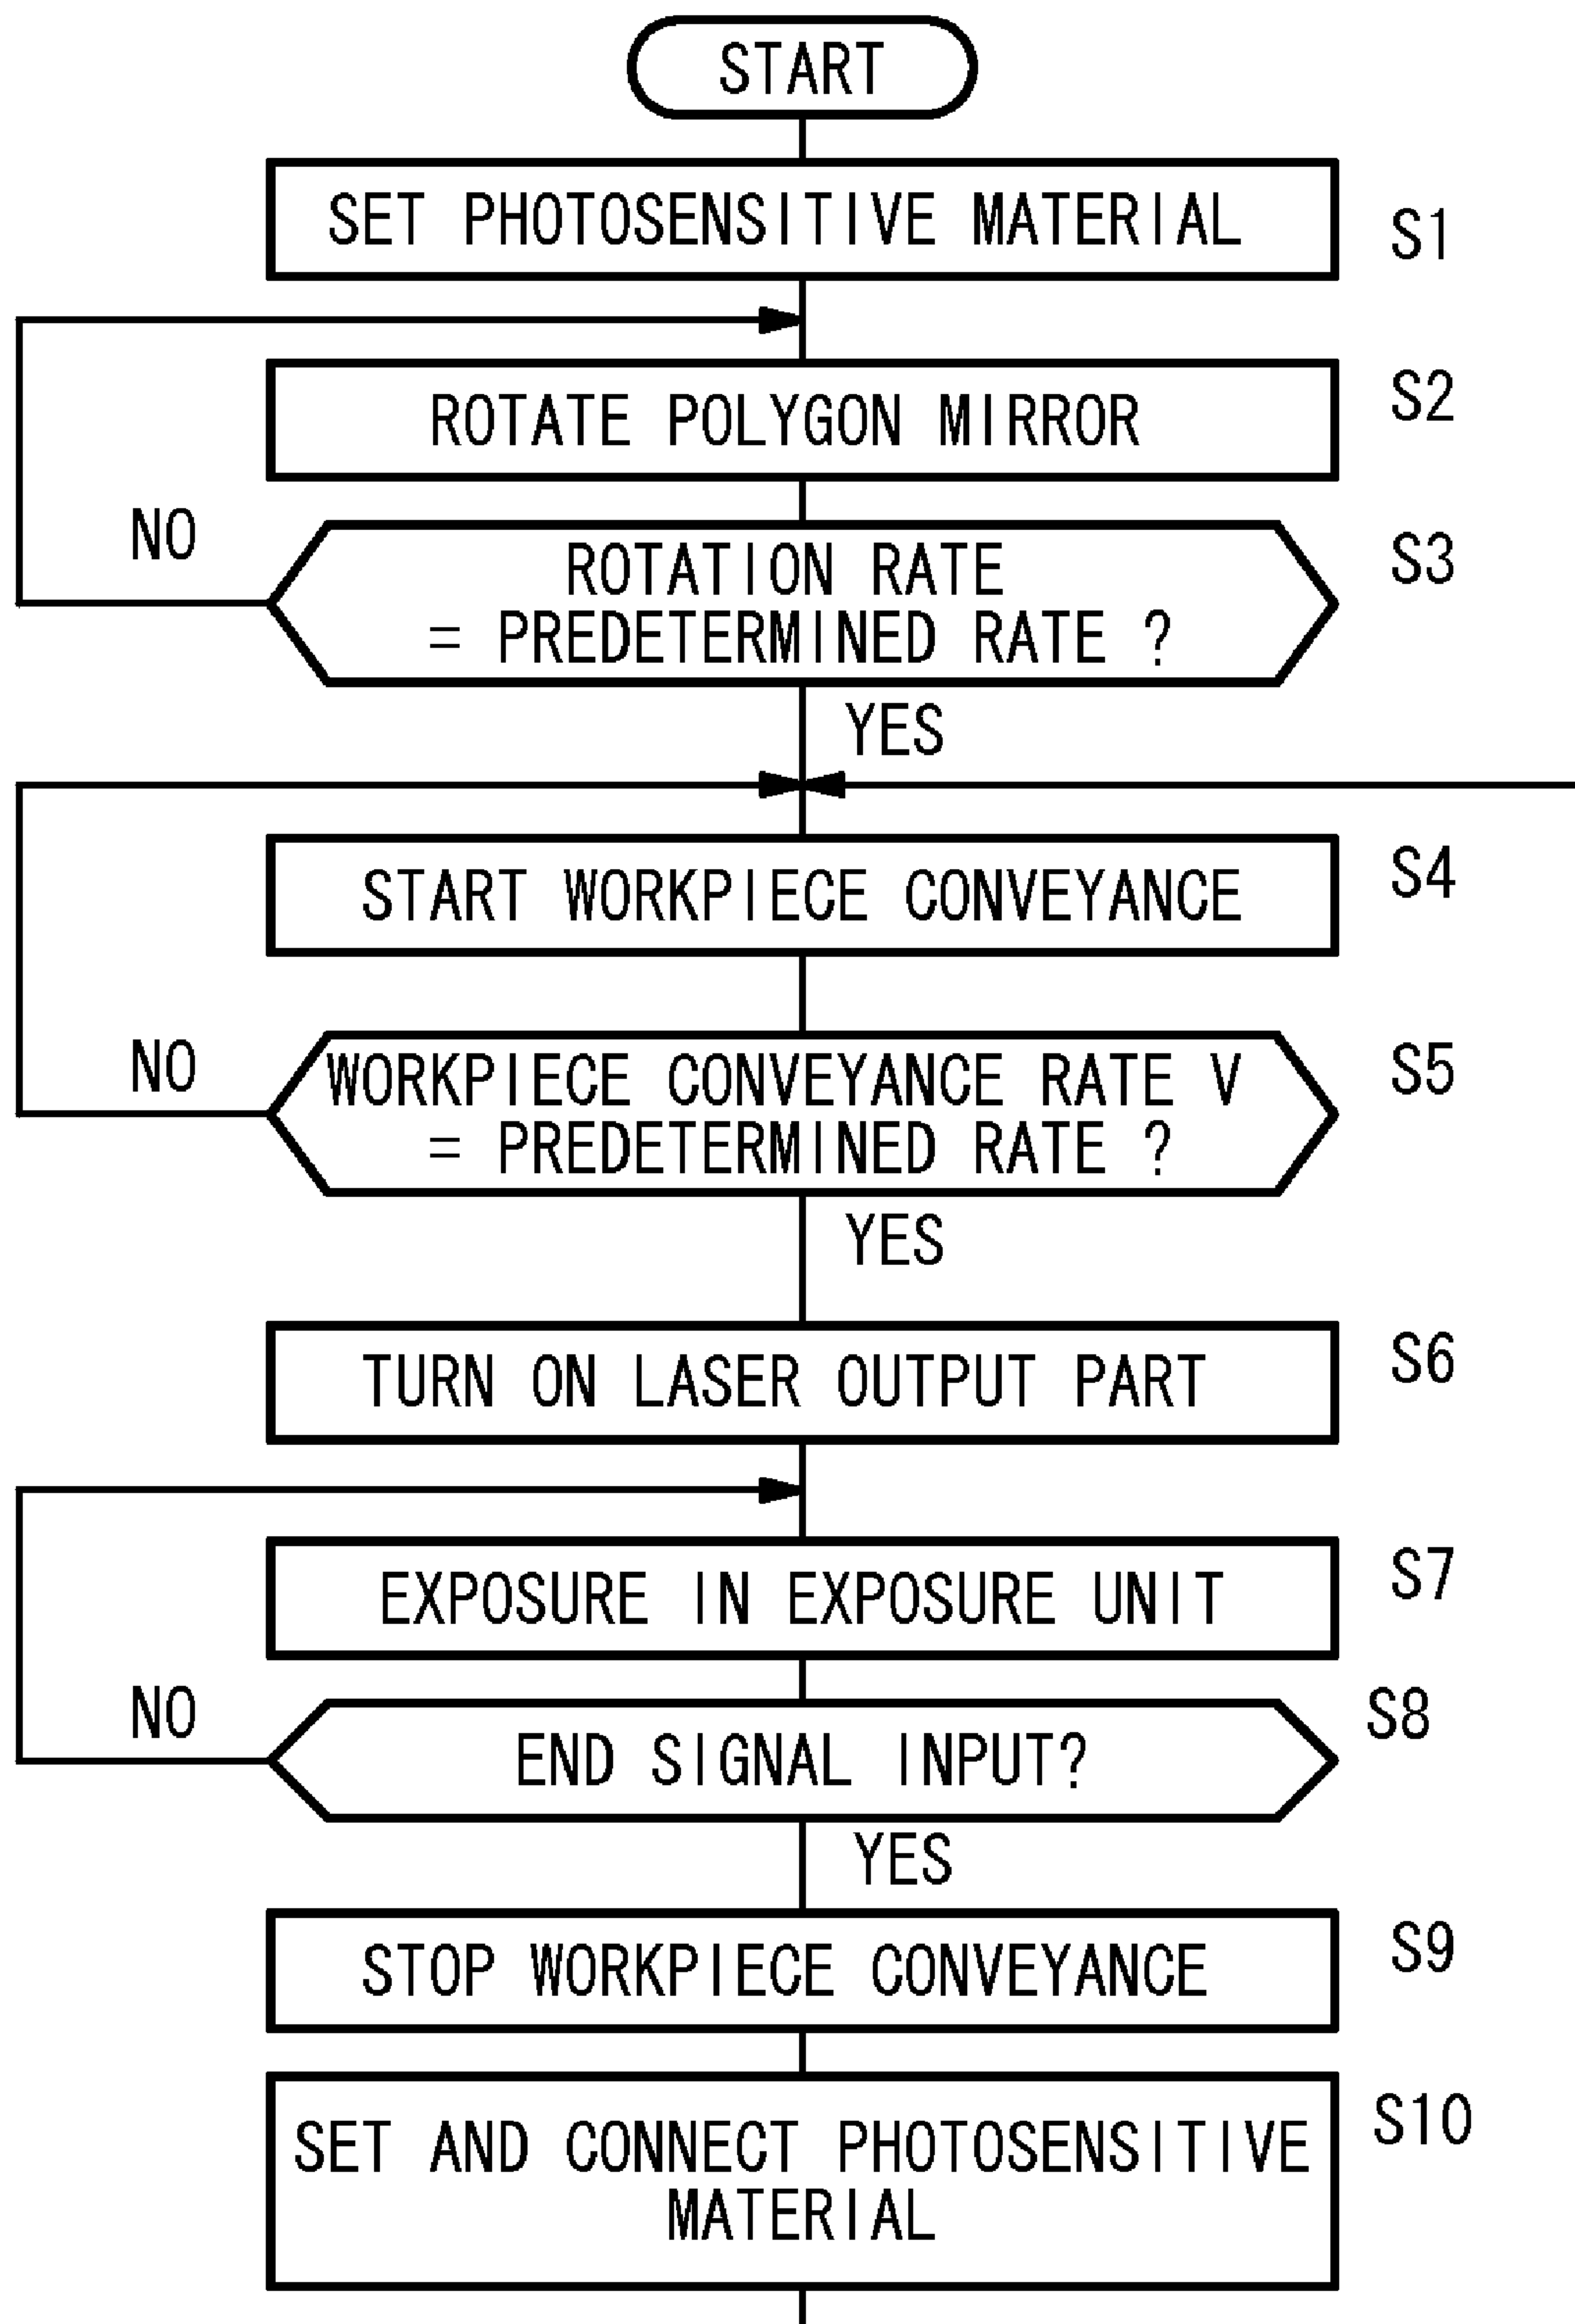 START
SET PHOTOSENSITIVE MATERIAL
S1
ROTATE POLYGON MIRROR
S2
NO
ROTATION RATE
= PREDETERMINED RATE ?
S3
YES
START WORKPIECE CONVEYANCE
S4
NO
WORKPIECE CONVEYANCE RATE V
= PREDETERMINED RATE ?
S5
YES
TURN ON LASER OUTPUT PART
S6
EXPOSURE IN EXPOSURE UNIT
S7
NO
END SIGNAL INPUT?
S8
YES
STOP WORKPIECE CONVEYANCE
S9
SET AND CONNECT PHOTOSENSITIVE
MATERIAL
S10